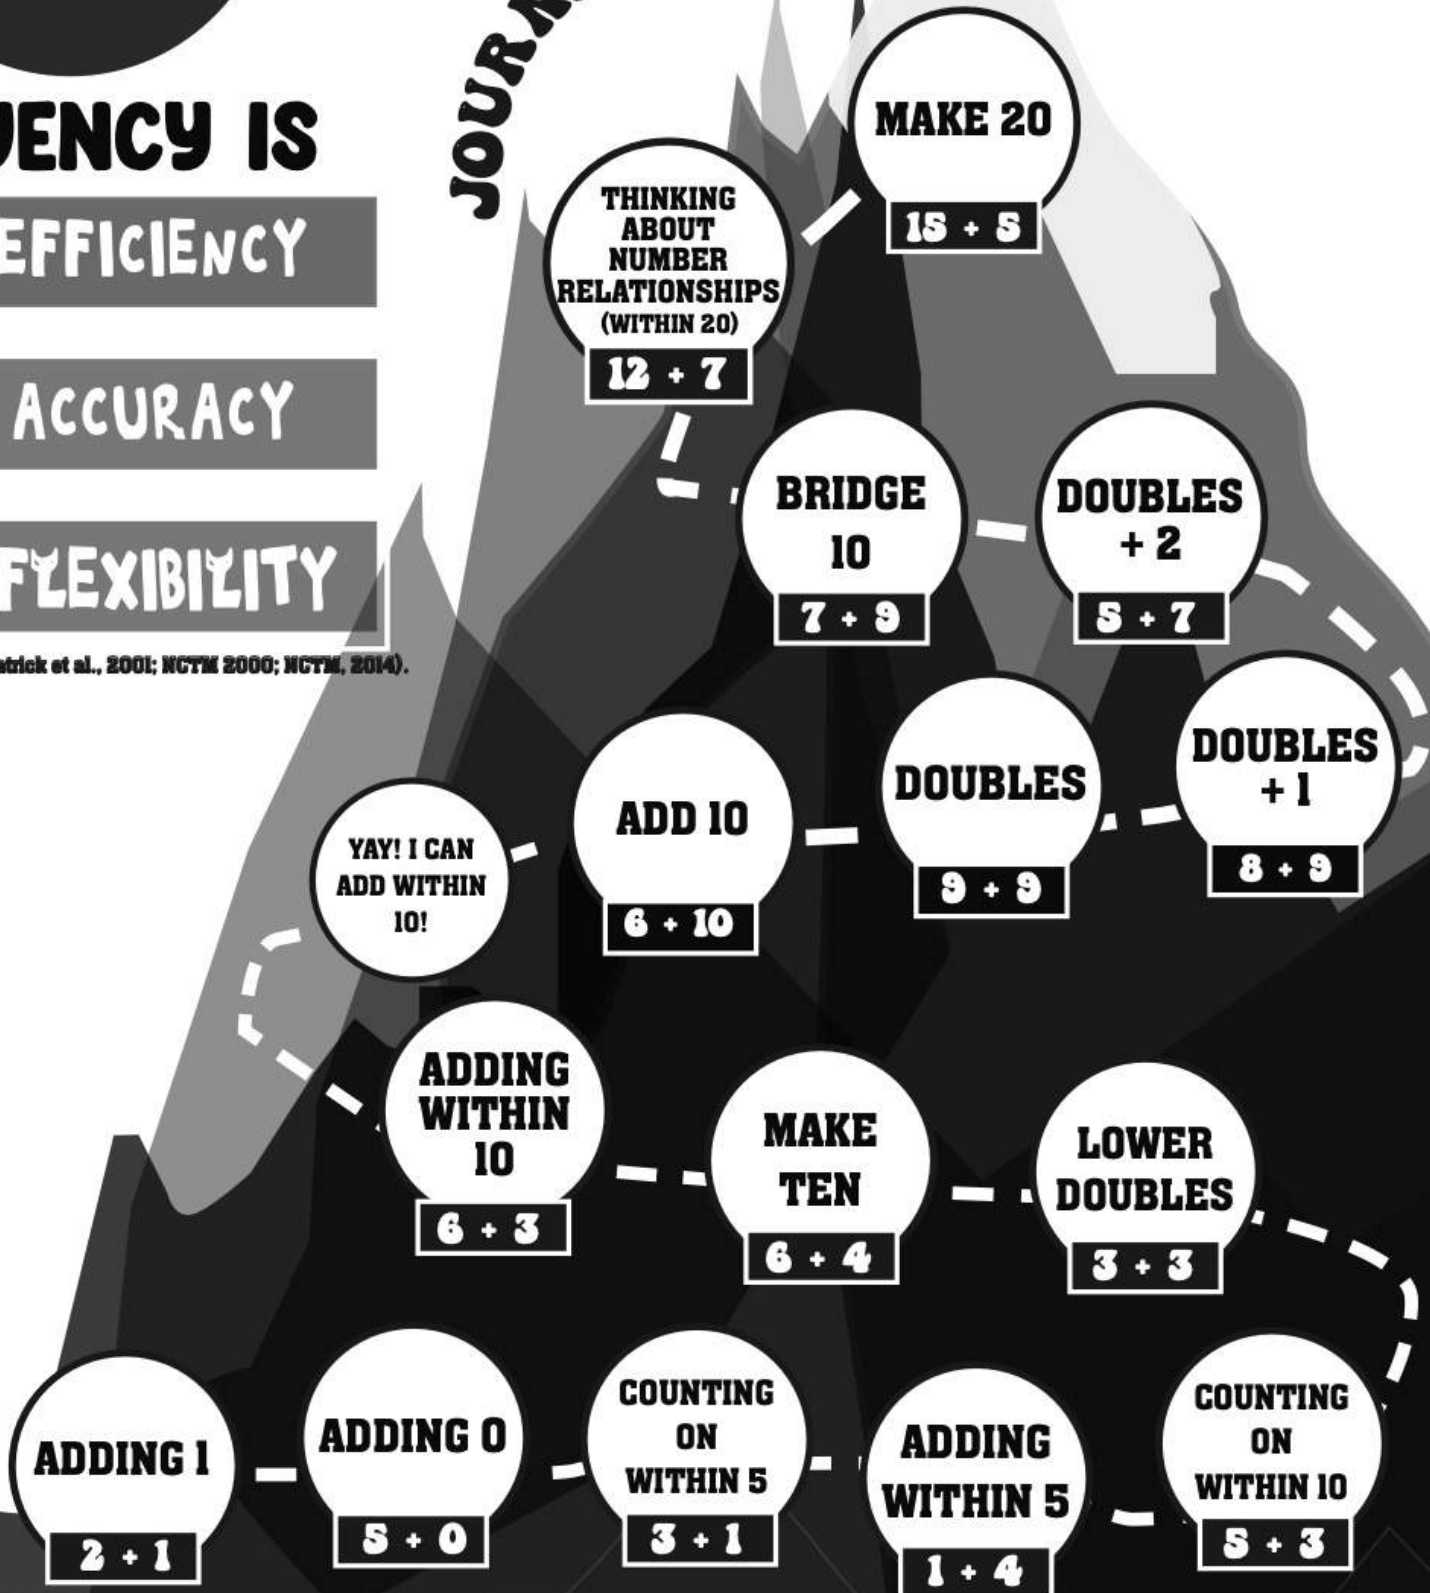 IS
EFFICIENCY
ACCURACY
FLEXIBILITY
et al., 2001; NCTM 2000; NCTM, 2014).
MAKE 20
15 + 5
THINKING
ABOUT
NUMBER
RELATIONSHIPS
(WITHIN 20)
12 + 7
BRIDGE
10
7 + 9
DOUBLES
+ 2
5 + 7
DOUBLES
+ 1
8 + 9
DOUBLES
9 + 9
ADD 10
6 + 10
YAY! I CAN
ADD WITHIN
10!
ADDING
WITHIN
10
6 + 3
MAKE
TEN
6 + 4
LOWER
DOUBLES
3 + 3
ADDING 1
2 + 1
ADDING 0
5 + 0
COUNTING
ON
WITHIN 5
3 + 1
ADDING
WITHIN 5
1 + 4
COUNTING
ON
WITHIN 10
5 + 3